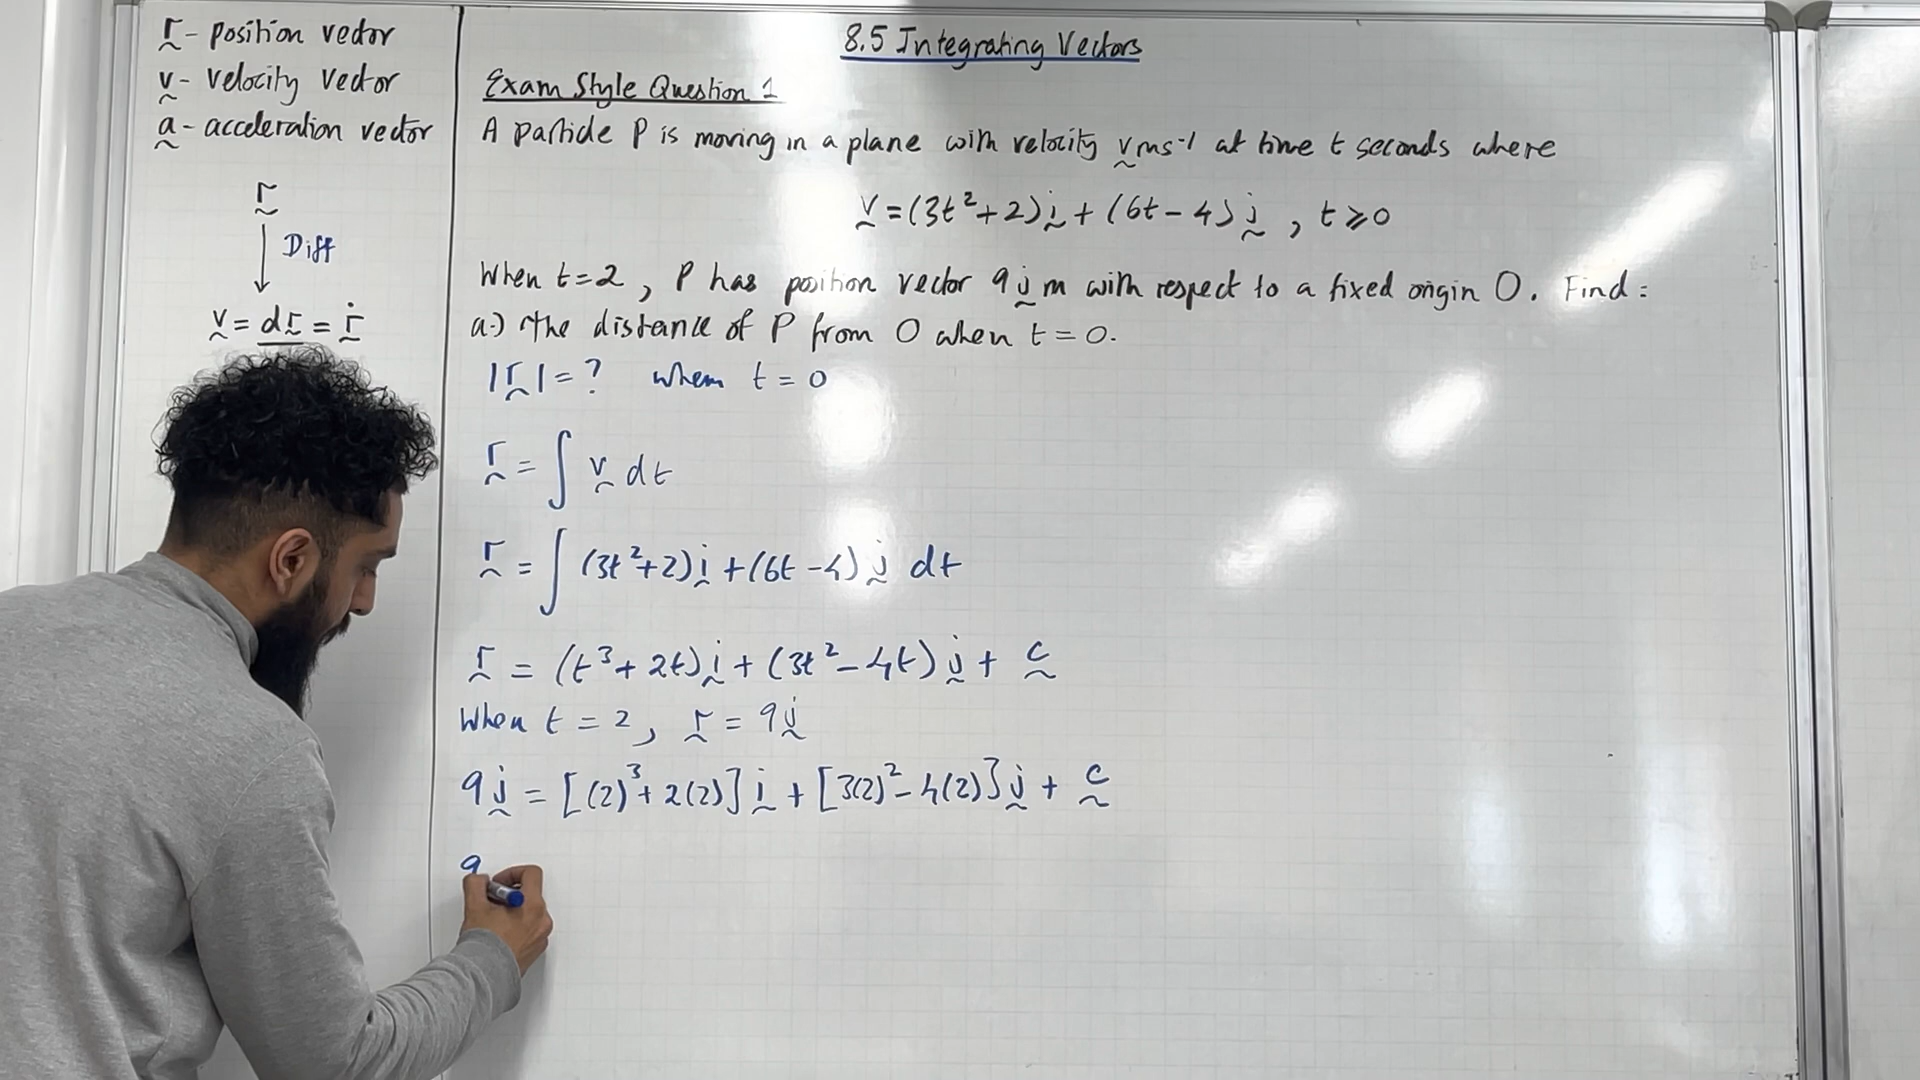 r - position vector
v - velocity vector
a - acceleration vector
r
Diff
v = dr = ṙ
8.5 Integrating Vectors
Exam Style Question 1
A particle P is moving in a plane with velocity v ms⁻¹ at time t seconds where
v = (3t² + 2)i + (6t - 4)j , t ⩾ 0
When t = 2 , P has position vector 9j m with respect to a fixed origin O. Find :
a.) The distance of P from O when t = 0.
|r| = ? when t = 0
r = ∫ v dt
r = ∫ (3t² + 2)i + (6t - 4)j dt
r = (t³ + 2t)i + (3t² - 4t)j + c
When t = 2 , r = 9j
9j = [(2)³ + 2(2)]i + [3(2)² - 4(2)]j + c
9